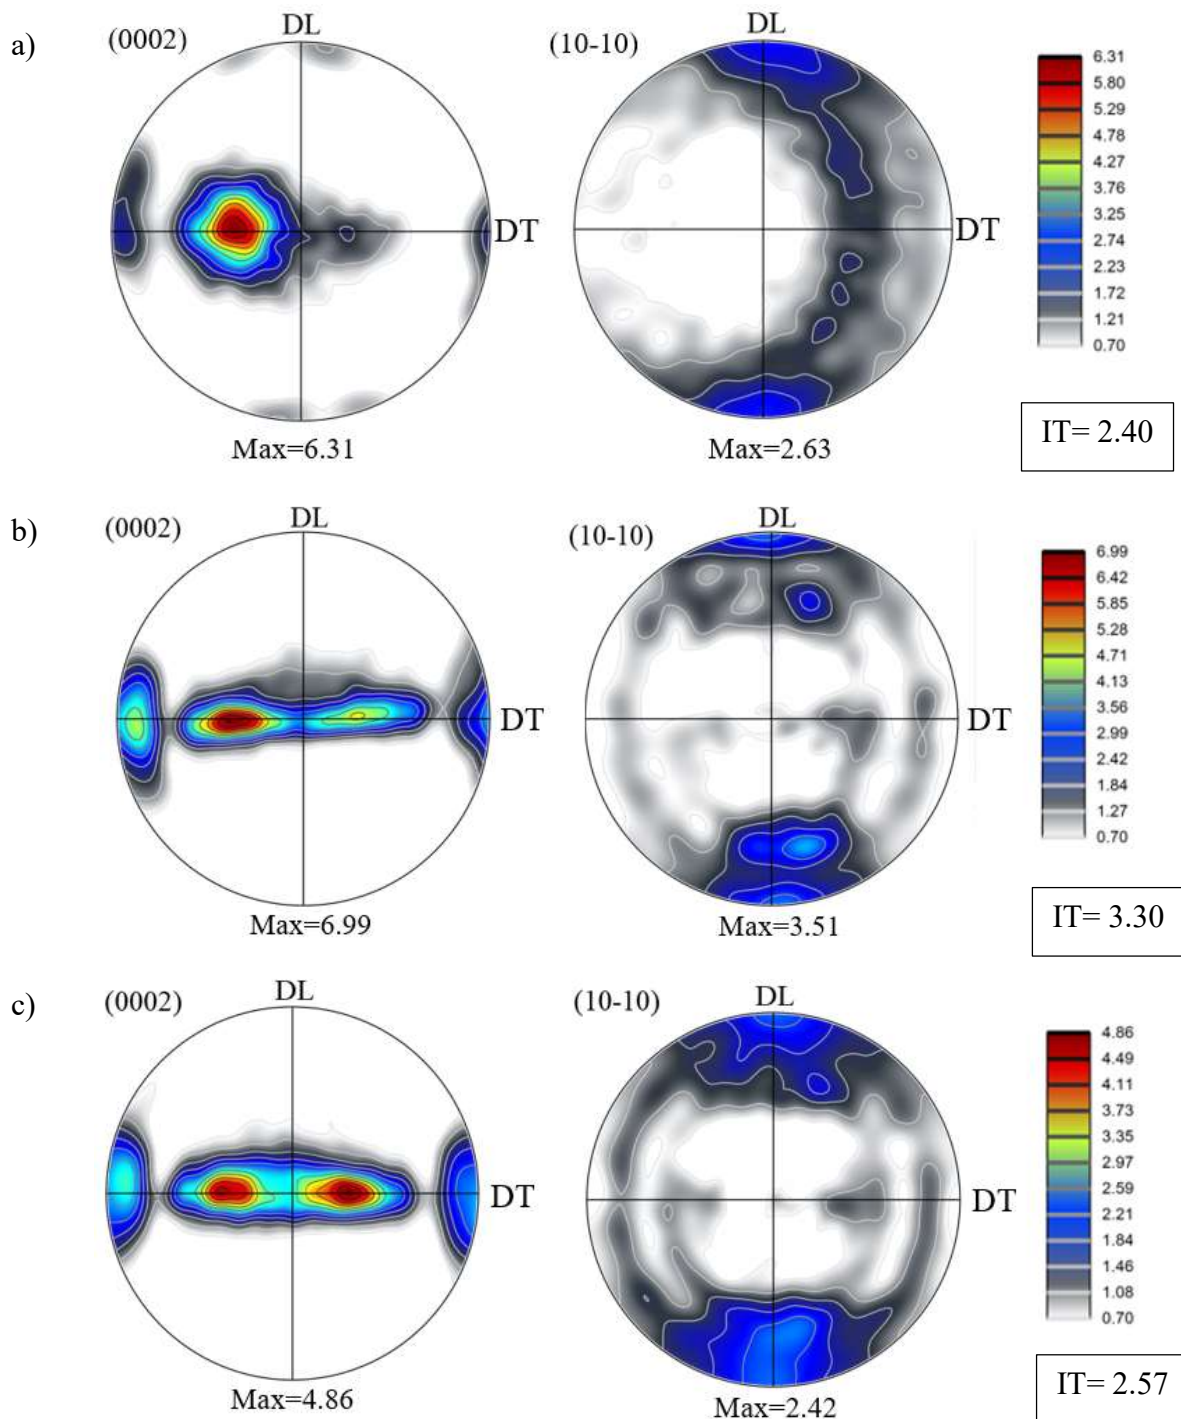 a)
(0002)
DL
DT
Max=6.31
(10-10)
DL
DT
Max=2.63
6.31
5.80
5.29
4.78
4.27
3.76
3.25
2.74
2.23
1.72
1.21
0.70
IT= 2.40
b)
(0002)
DL
DT
Max=6.99
(10-10)
DL
DT
Max=3.51
6.99
6.42
5.85
5.28
4.71
4.13
3.56
2.99
2.42
1.84
1.27
0.70
IT= 3.30
c)
(0002)
DL
DT
Max=4.86
(10-10)
DL
DT
Max=2.42
4.86
4.49
4.11
3.73
3.35
2.97
2.59
2.21
1.84
1.46
1.08
0.70
IT= 2.57